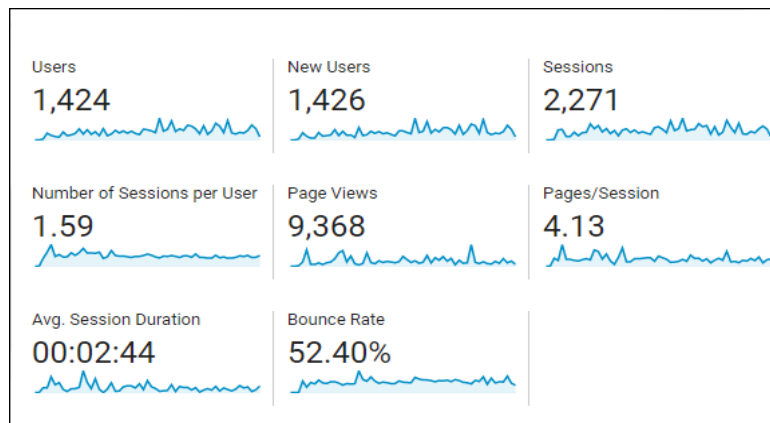 Users
1,424
New Users
1,426
Sessions
2,271
Number of Sessions per User
1.59
Page Views
9,368
Pages/Session
4.13
Avg. Session Duration
00:02:44
Bounce Rate
52.40%